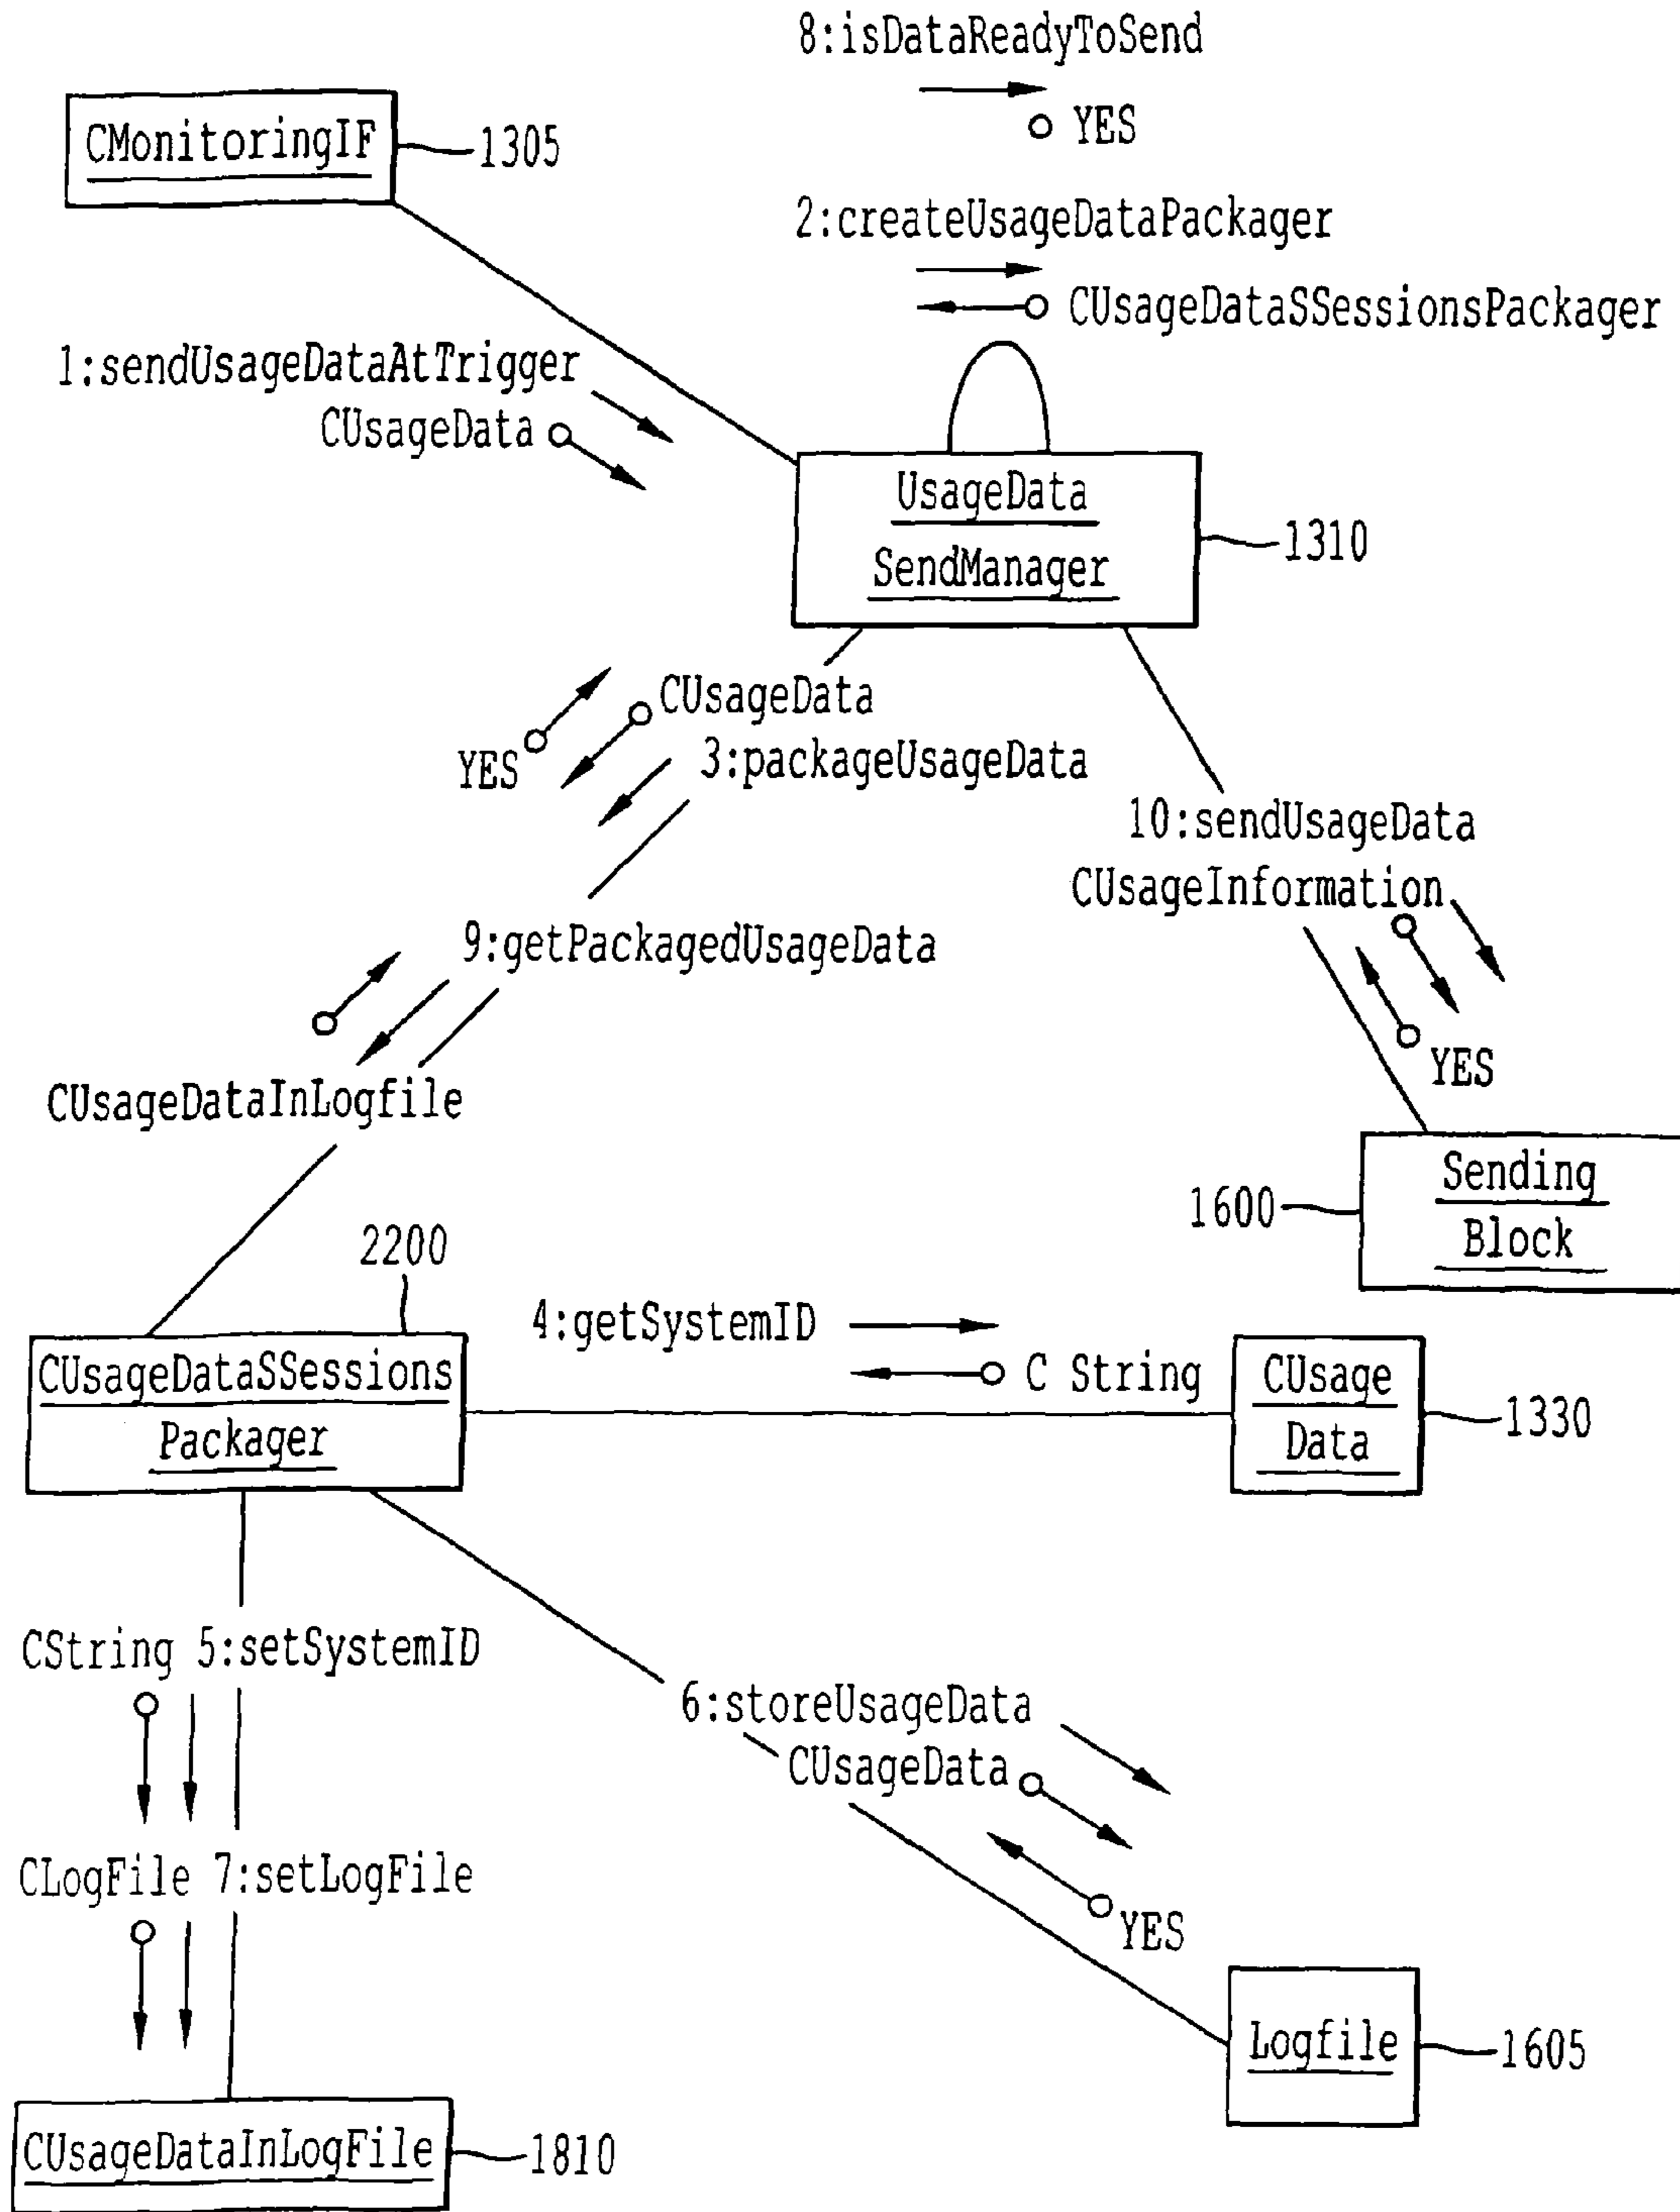 8:isDataReadyToSend
YES
CMonitoringIF
1305
2:createUsageDataPackager
CUsageDataSSessionsPackager
1:sendUsageDataAtTrigger
CUsageData
UsageData
SendManager
1310
CUsageData
YES
3:packageUsageData
10:sendUsageData
CUsageInformation
9:getPackagedUsageData
YES
CUsageDataInLogfile
Sending
Block
1600
2200
4:getSystemID
C String
CUsageDataSSessions
Packager
CUsage
Data
1330
CString 5:setSystemID
6:storeUsageData
CUsageData
CLogFile 7:setLogFile
YES
Logfile
1605
CUsageDataInLogFile
1810